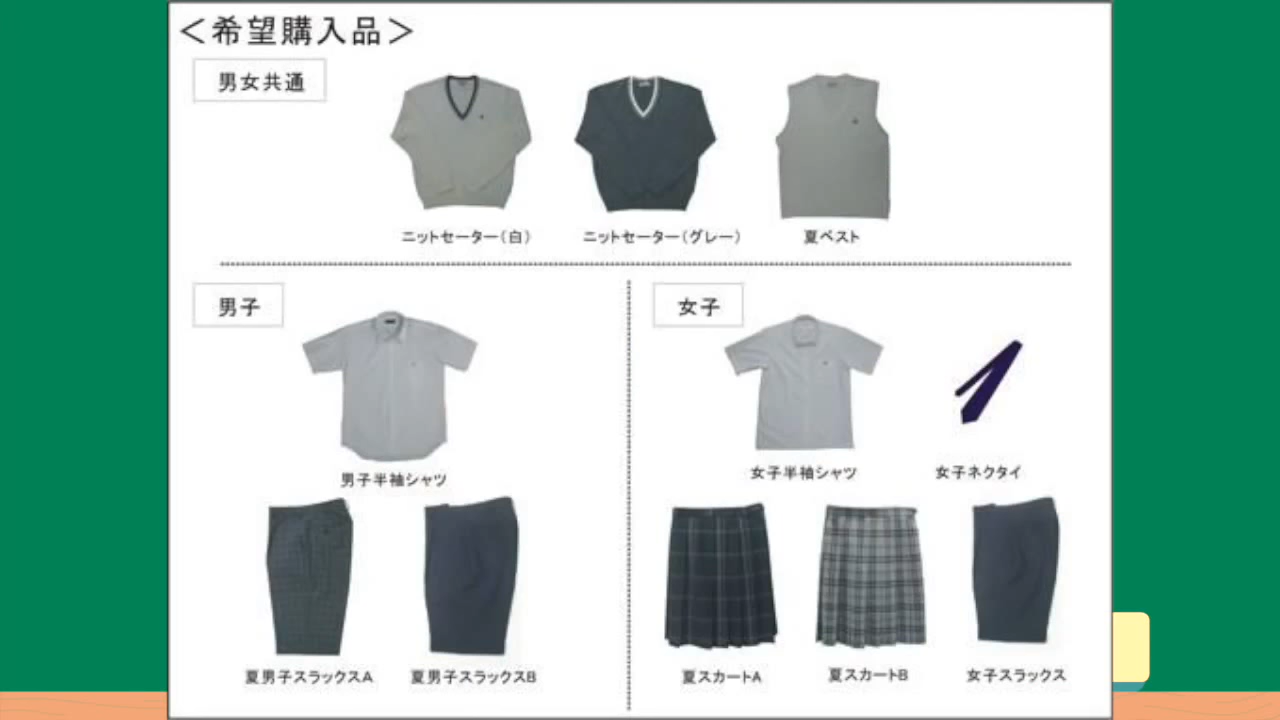 ＜希望購入品＞
男女共通
ニットセーター（白）
ニットセーター（グレー）
夏ベスト
男子
男子半袖シャツ
夏男子スラックスA
夏男子スラックスB
女子
女子半袖シャツ
女子ネクタイ
夏スカートA
夏スカートB
女子スラックス